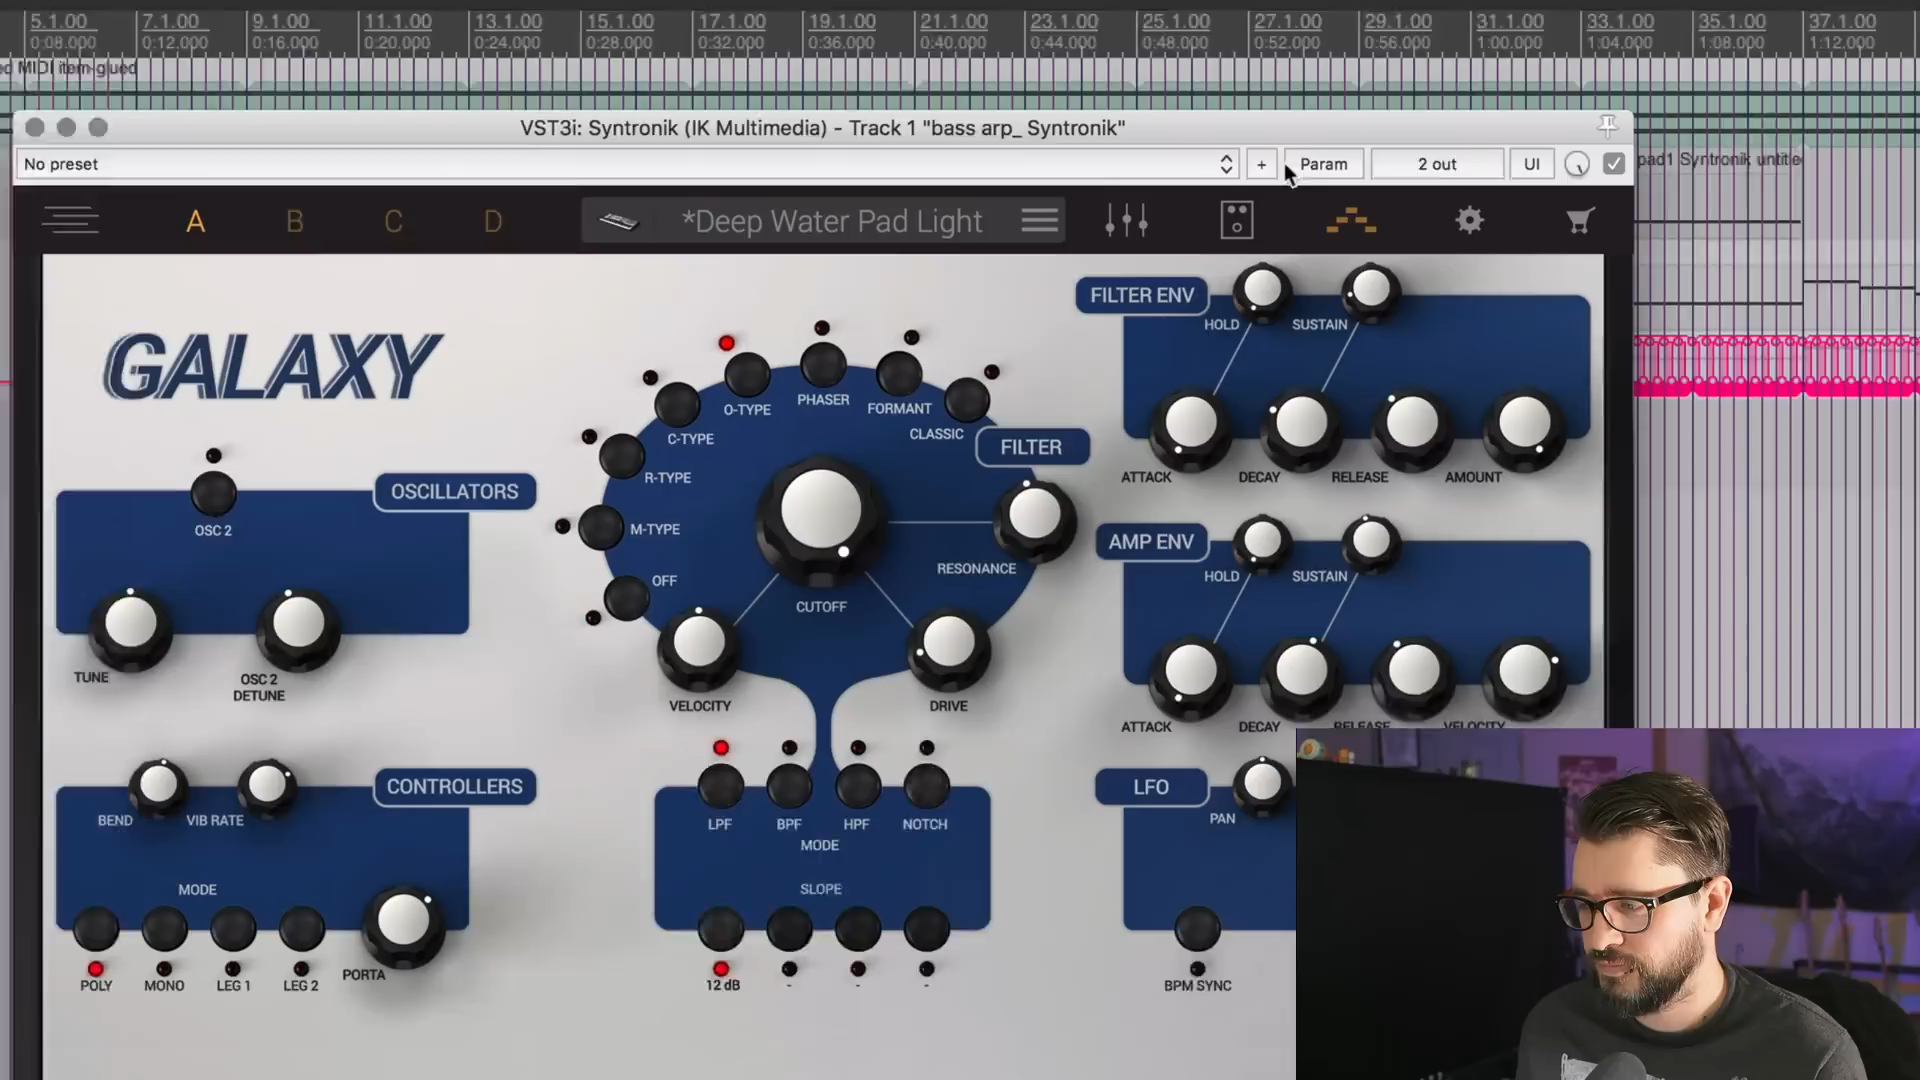 5.1.00 7.1.00 9.1.00 11.1.00 13.1.00 15.1.00 17.1.00 19.1.00 21.1.00 23.1.00 25.1.00 27.1.00 29.1.00 31.1.00 33.1.00 35.1.00 37.1.00
0:08.000 0:12.000 0:16.000 0:20.000 0:24.000 0:28.000 0:32.000 0:36.000 0:40.000 0:44.000 0:48.000 0:52.000 0:56.000 1:00.000 1:04.000 1:08.000 1:12.000
MIDI item-glued
VST3i: Syntronik (IK Multimedia) - Track 1 "bass arp_ Syntronik"
No preset + Param 2 out UI
pad1 Syntronik untitle
A B C D *Deep Water Pad Light
GALAXY
OSCILLATORS
OSC 2
TUNE
OSC 2
DETUNE
CONTROLLERS
BEND VIB RATE
MODE
PORTA
POLY MONO LEG 1 LEG 2
O-TYPE PHASER FORMANT
C-TYPE CLASSIC
FILTER
R-TYPE
M-TYPE
RESONANCE
OFF
CUTOFF
VELOCITY DRIVE
LPF BPF HPF NOTCH
MODE
SLOPE
12 dB - - -
FILTER ENV
HOLD SUSTAIN
ATTACK DECAY RELEASE AMOUNT
AMP ENV
HOLD SUSTAIN
ATTACK DECAY RELEASE VELOCITY
LFO
PAN
BPM SYNC